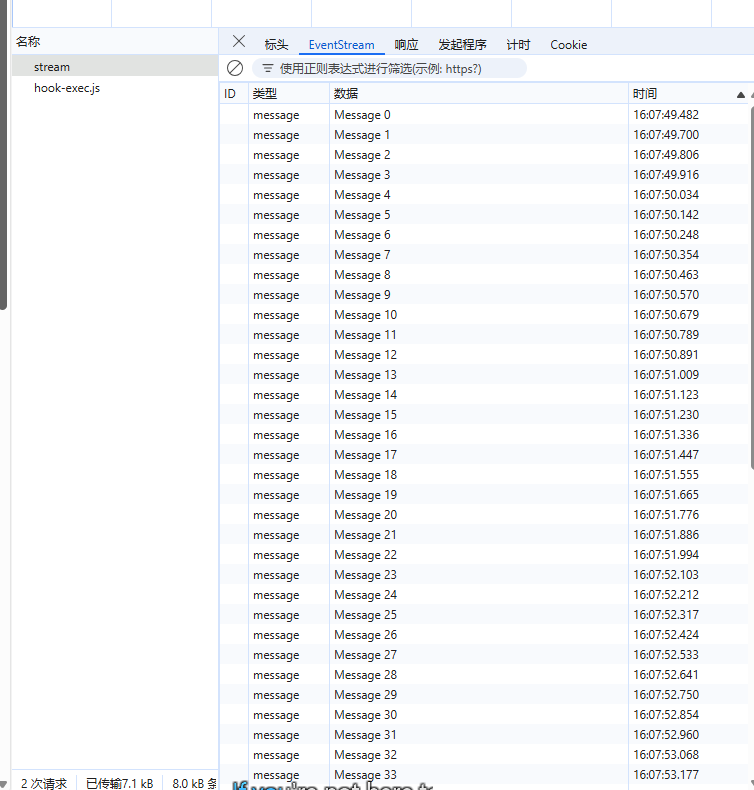 名称
标头 EventStream 响应 发起程序 计时 Cookie
stream
使用正则表达式进行筛选(示例: https?)
hook-exec.js
ID 类型 数据 时间
message Message 0 16:07:49.482
message Message 1 16:07:49.700
message Message 2 16:07:49.806
message Message 3 16:07:49.916
message Message 4 16:07:50.034
message Message 5 16:07:50.142
message Message 6 16:07:50.248
message Message 7 16:07:50.354
message Message 8 16:07:50.463
message Message 9 16:07:50.570
message Message 10 16:07:50.679
message Message 11 16:07:50.789
message Message 12 16:07:50.891
message Message 13 16:07:51.009
message Message 14 16:07:51.123
message Message 15 16:07:51.230
message Message 16 16:07:51.336
message Message 17 16:07:51.447
message Message 18 16:07:51.555
message Message 19 16:07:51.665
message Message 20 16:07:51.776
message Message 21 16:07:51.886
message Message 22 16:07:51.994
message Message 23 16:07:52.103
message Message 24 16:07:52.212
message Message 25 16:07:52.317
message Message 26 16:07:52.424
message Message 27 16:07:52.533
message Message 28 16:07:52.641
message Message 29 16:07:52.750
message Message 30 16:07:52.854
message Message 31 16:07:52.960
message Message 32 16:07:53.068
message Message 33 16:07:53.177
2 次请求 已传输7.1 kB 8.0 kB
If you're not here